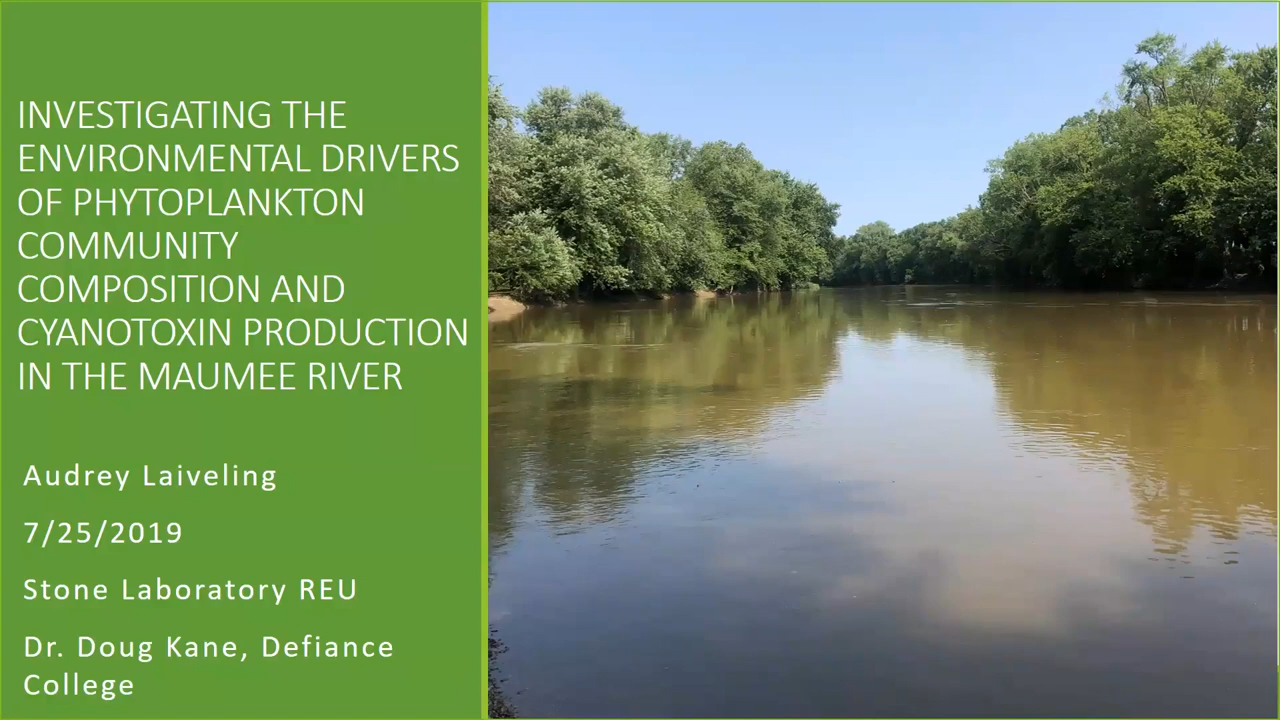 INVESTIGATING THE
ENVIRONMENTAL DRIVERS
OF PHYTOPLANKTON
COMMUNITY
COMPOSITION AND
CYANOTOXIN PRODUCTION
IN THE MAUMEE RIVER
Audrey Laiveling
7/25/2019
Stone Laboratory REU
Dr. Doug Kane, Defiance
College